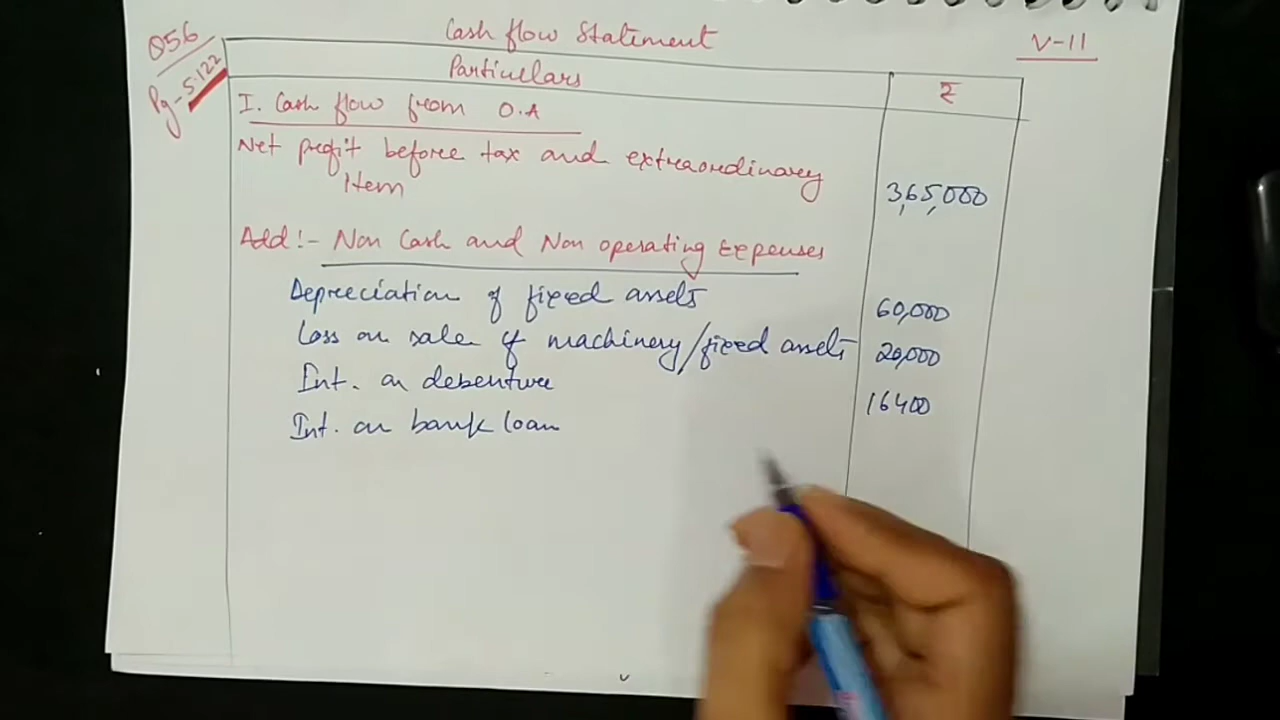 Q56
Pg-5.122
Cash flow Statement
V-11
Particulars ₹
I. Cash flow from O.A
Net profit before tax and extraordinary
Item 3,65,000
Add:- Non Cash and Non operating Expenses
Depreciation of fixed assets 60,000
Loss on sale of machinery/fixed assets 20,000
Int. on debenture 16400
Int. on bank loan